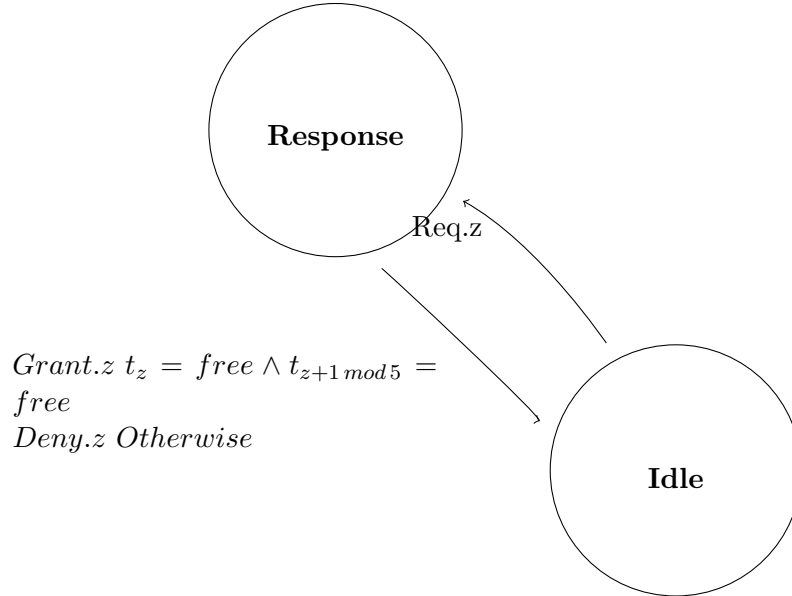 Response
Req.z
Grant.z t_z = free ∧ t_{z+1 mod 5} =
free
Deny.z Otherwise
Idle